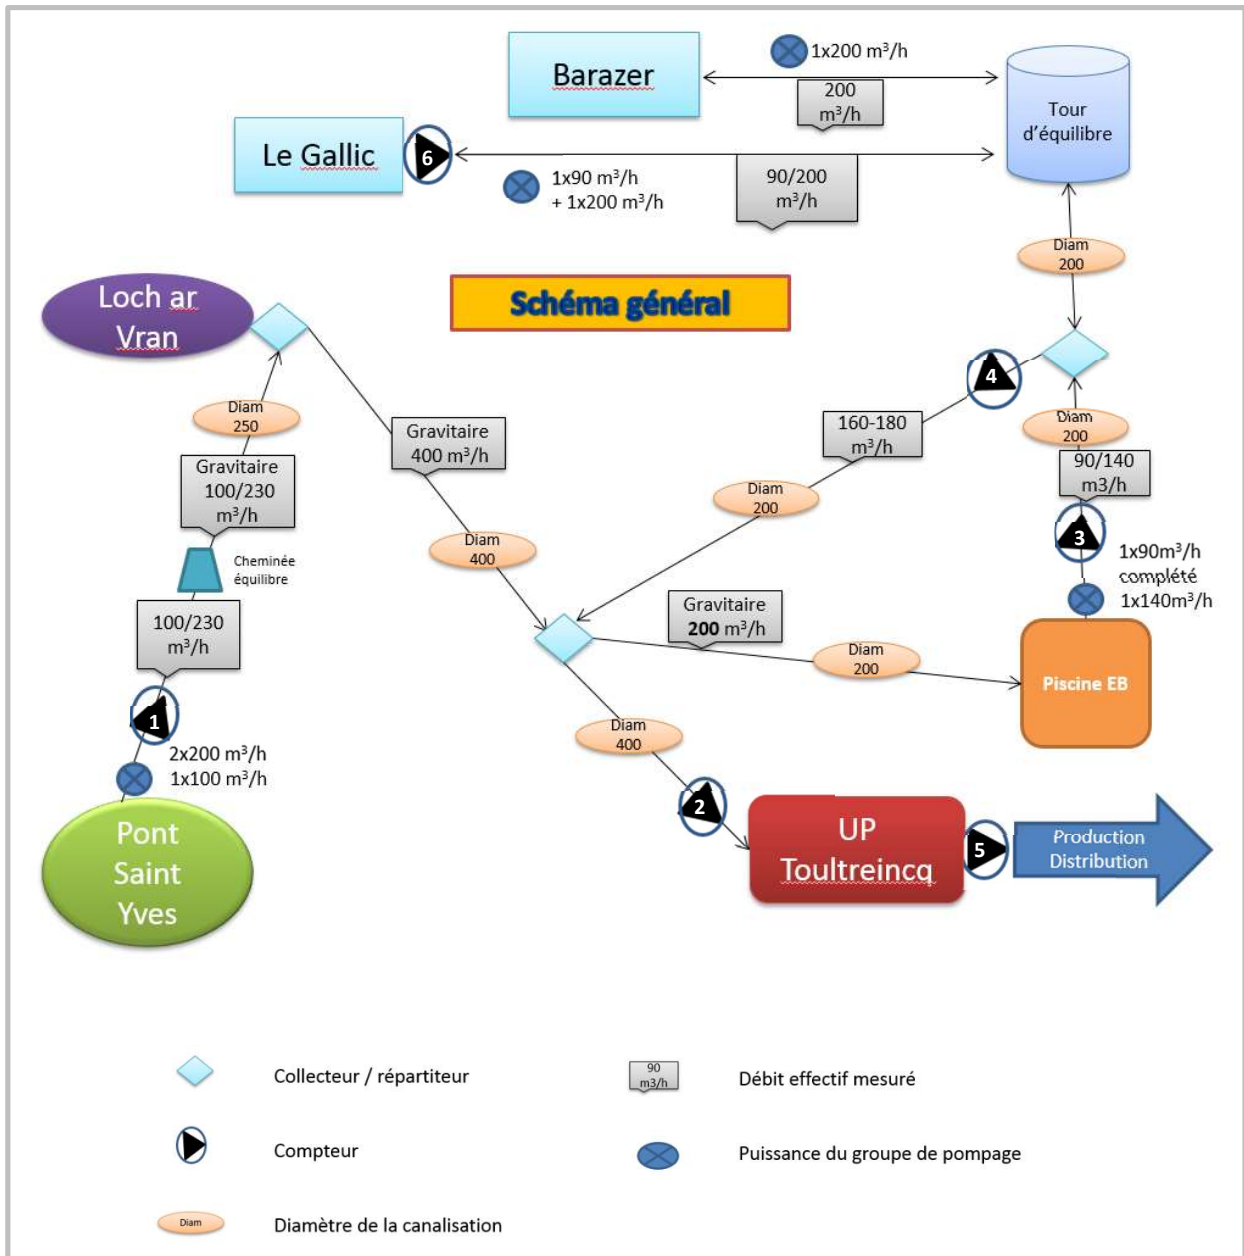 Barazer
1x200 m³/h
200
m³/h
Tour
d'équilibre
Le Gallic
6
1x90 m³/h
+ 1x200 m³/h
90/200
m³/h
Diam
200
Loch ar
Vran
Schéma général
4
Diam
250
Gravitaire
400 m³/h
160-180
m³/h
Diam
200
Gravitaire
100/230
m³/h
90/140
m3/h
Diam
200
Diam
400
3
1x90m³/h
complété
1x140m³/h
Cheminée
équilibre
100/230
m³/h
Gravitaire
200 m³/h
Diam
200
Piscine EB
1
2x200 m³/h
1x100 m³/h
Diam
400
2
Pont
Saint
Yves
UP
Toultreincq
5
Production
Distribution
Collecteur / répartiteur
90
m3/h
Débit effectif mesuré
Compteur
Puissance du groupe de pompage
Diam
Diamètre de la canalisation